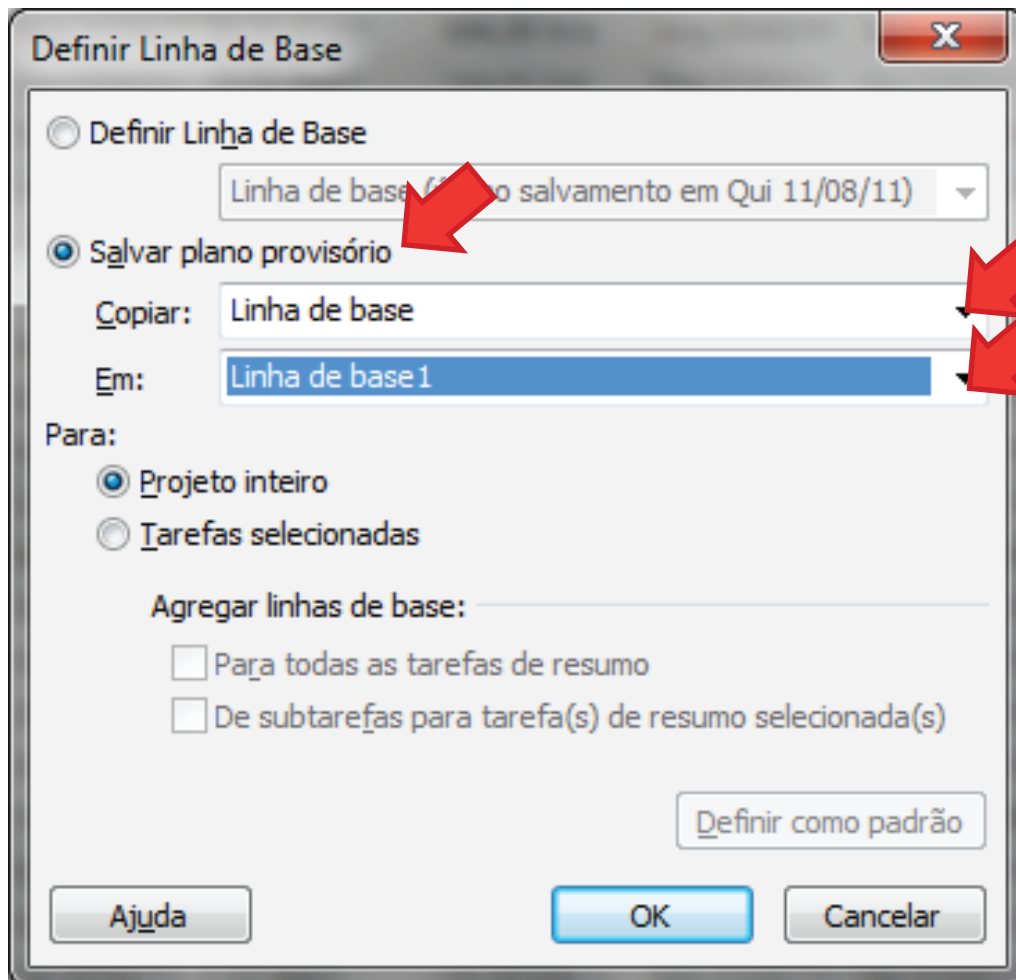 Definir Linha de Base
Definir Linha de Base
Linha de base ( o salvamento em Qui 11/08/11)
Salvar plano provisório
Copiar: Linha de base
Em: Linha de base1
Para:
Projeto inteiro
Tarefas selecionadas
Agregar linhas de base:
Para todas as tarefas de resumo
De subtarefas para tarefa(s) de resumo selecionada(s)
Definir como padrão
Ajuda OK Cancelar